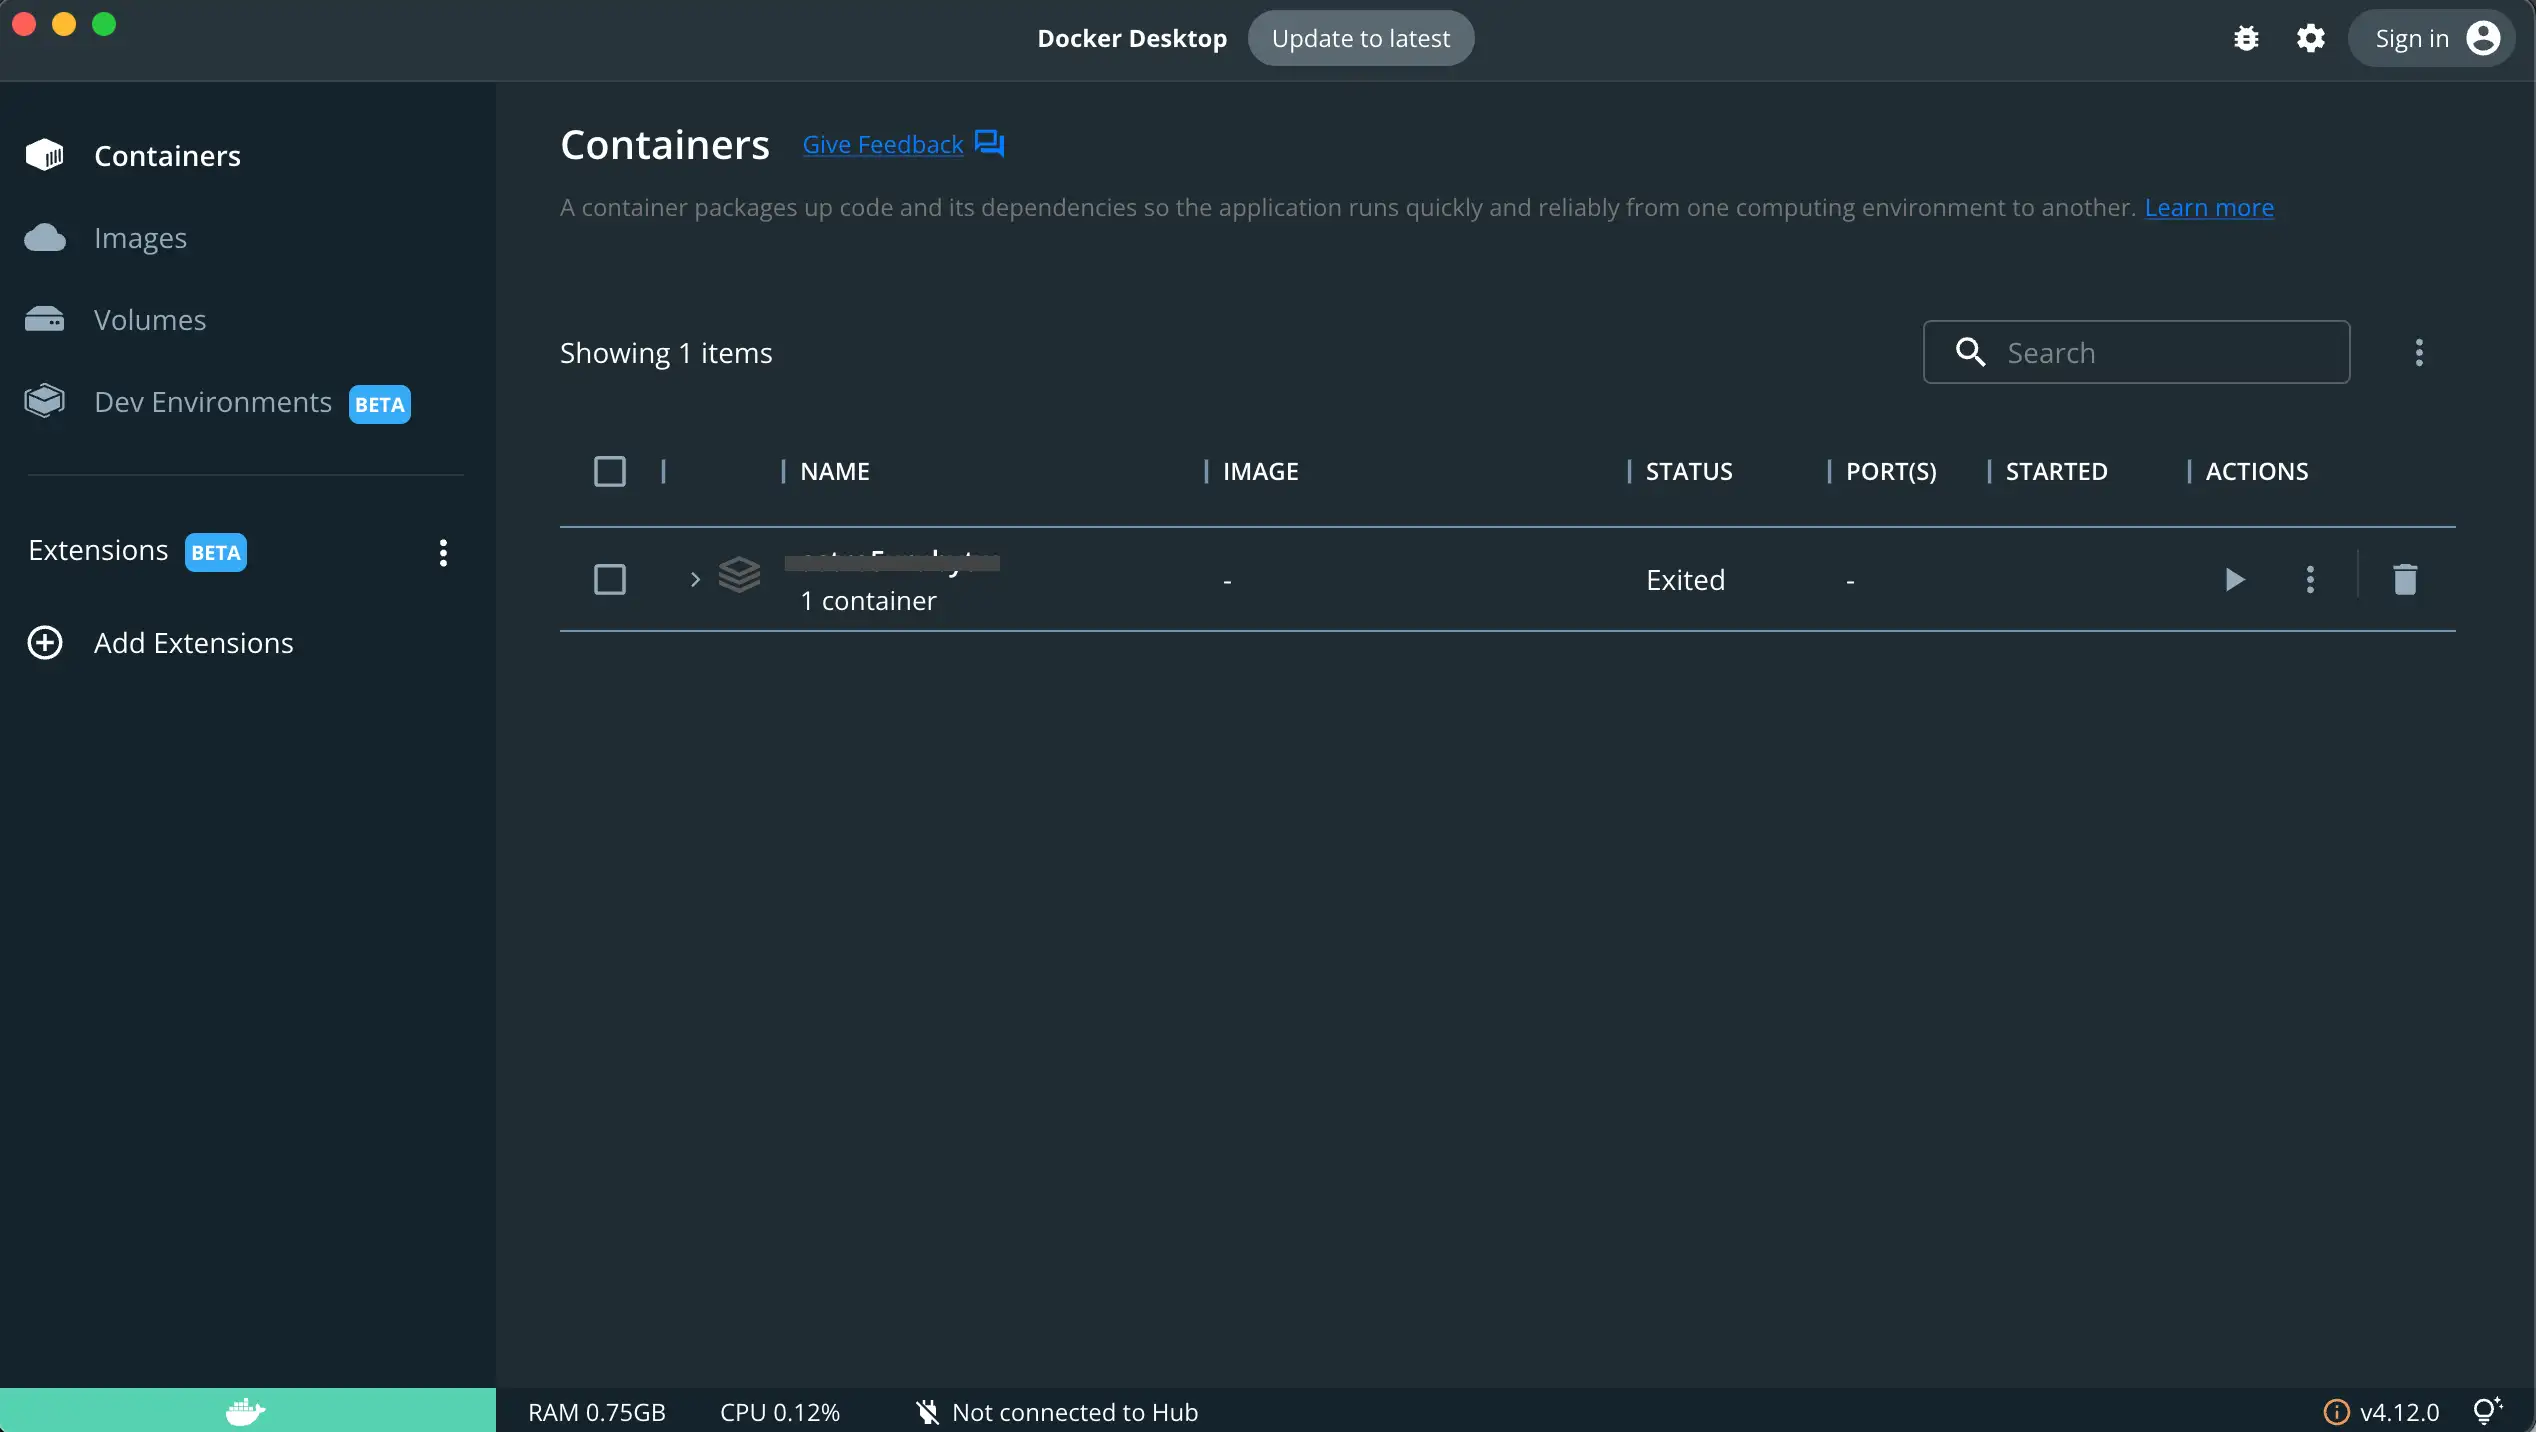 Docker Desktop Update to latest Sign in
Containers
Images
Volumes
Dev Environments BETA
Extensions BETA
Add Extensions
Containers Give Feedback
A container packages up code and its dependencies so the application runs quickly and reliably from one computing environment to another. Learn more
Showing 1 items
Search
NAME IMAGE STATUS PORT(S) STARTED ACTIONS
1 container - Exited -
RAM 0.75GB CPU 0.12% Not connected to Hub v4.12.0